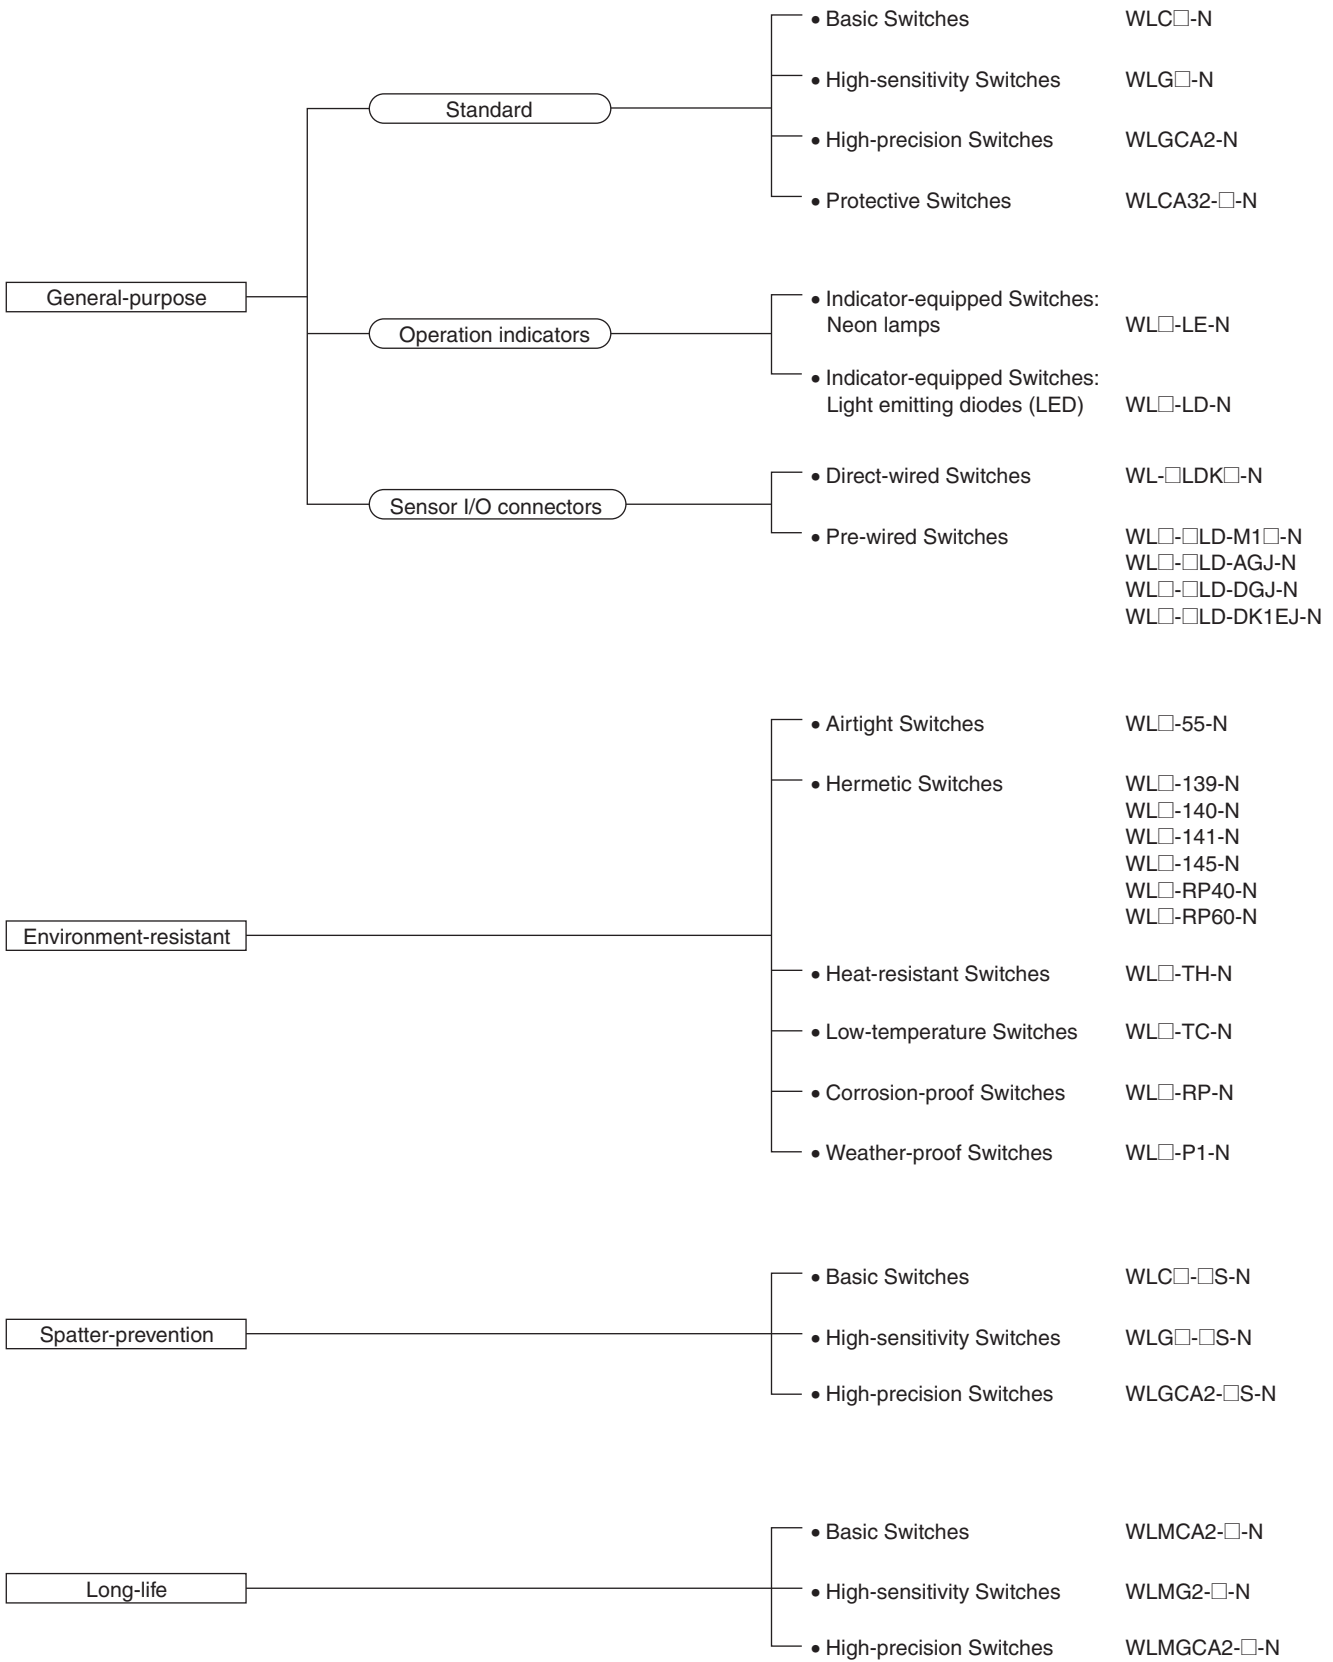 • Basic Switches WLC□-N
• High-sensitivity Switches WLG□-N
Standard
• High-precision Switches WLGCA2-N
• Protective Switches WLCA32-□-N
General-purpose
• Indicator-equipped Switches:
Neon lamps WL□-LE-N
Operation indicators
• Indicator-equipped Switches:
Light emitting diodes (LED) WL□-LD-N
• Direct-wired Switches WL-□LDK□-N
Sensor I/O connectors
• Pre-wired Switches WL□-□LD-M1□-N
WL□-□LD-AGJ-N
WL□-□LD-DGJ-N
WL□-□LD-DK1EJ-N
• Airtight Switches WL□-55-N
• Hermetic Switches WL□-139-N
WL□-140-N
WL□-141-N
WL□-145-N
WL□-RP40-N
WL□-RP60-N
Environment-resistant
• Heat-resistant Switches WL□-TH-N
• Low-temperature Switches WL□-TC-N
• Corrosion-proof Switches WL□-RP-N
• Weather-proof Switches WL□-P1-N
• Basic Switches WLC□-□S-N
Spatter-prevention
• High-sensitivity Switches WLG□-□S-N
• High-precision Switches WLGCA2-□S-N
• Basic Switches WLMCA2-□-N
Long-life
• High-sensitivity Switches WLMG2-□-N
• High-precision Switches WLMGCA2-□-N